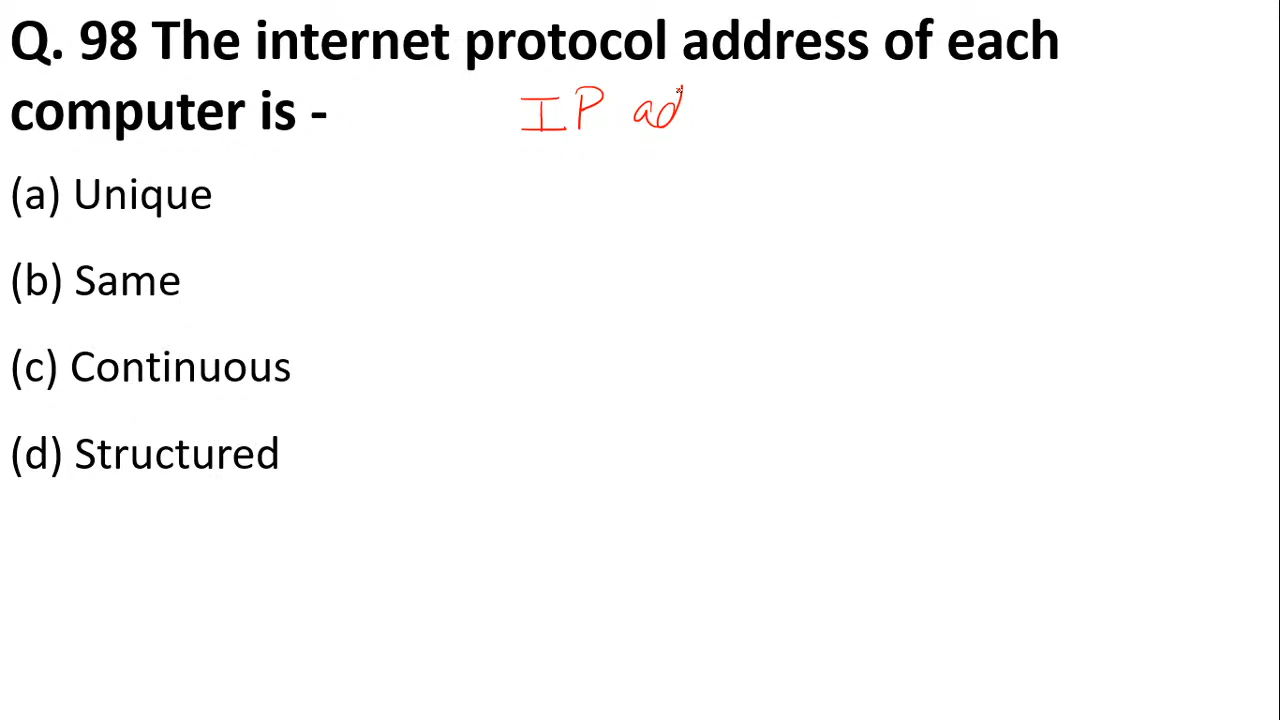 Q. 98 The internet protocol address of each
computer is -
IP ad
(a) Unique
(b) Same
(c) Continuous
(d) Structured